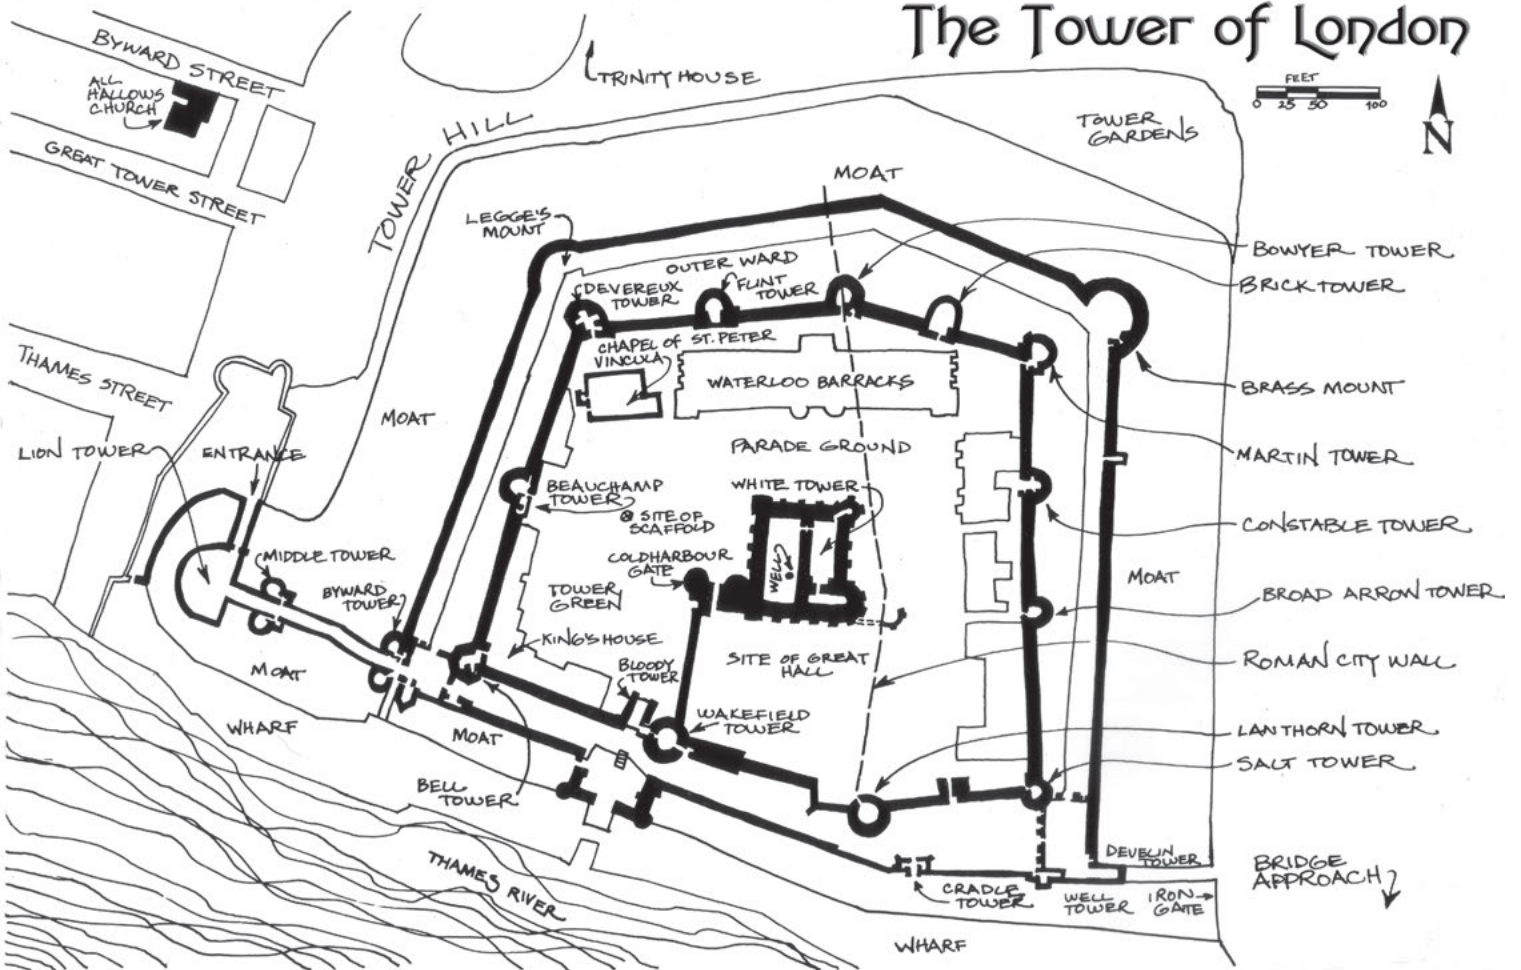 The Tower of London
FEET
0 25 50 100
N
BYWARD STREET
ALL
HALLOWS
CHURCH
GREAT TOWER STREET
TRINITY HOUSE
TOWER HILL
TOWER
GARDENS
MOAT
LEGGE'S
MOUNT
OUTER WARD
DEVEREUX
TOWER
FLINT
TOWER
BOWYER TOWER
BRICK TOWER
CHAPEL OF ST. PETER
VINCULA
WATERLOO BARRACKS
BRASS MOUNT
THAMES STREET
MOAT
LION TOWER
ENTRANCE
PARADE GROUND
MARTIN TOWER
BEAUCHAMP
TOWER
WHITE TOWER
SITE OF
SCAFFOLD
CONSTABLE TOWER
MIDDLE TOWER
COLDHARBOUR
GATE
WELL
MOAT
BYWARD
TOWER
TOWER
GREEN
BROAD ARROW TOWER
KING'S HOUSE
BLOODY
TOWER
SITE OF GREAT
HALL
ROMAN CITY WALL
MOAT
WHARF
MOAT
WAKEFIELD
TOWER
LANTHORN TOWER
SALT TOWER
BELL
TOWER
THAMES RIVER
DEVELIN
TOWER
BRIDGE
APPROACH
CRADLE
TOWER
WELL
TOWER
IRON
GATE
WHARF